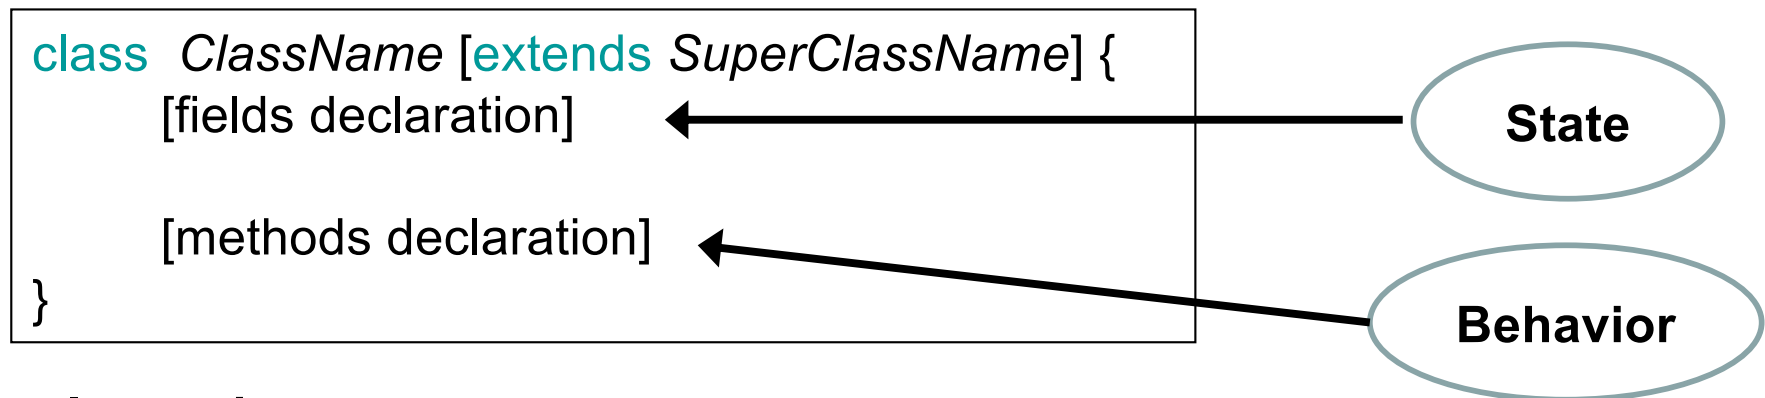 class ClassName [extends SuperClassName] {
[fields declaration]
State
[methods declaration]
}
Behavior